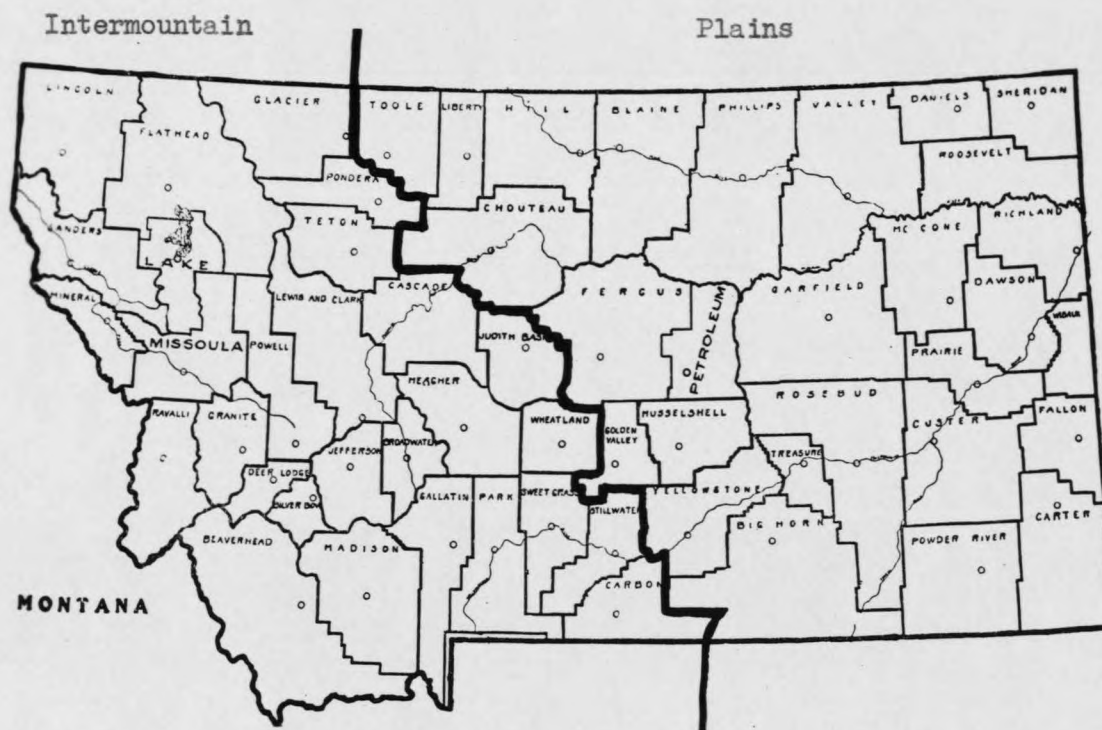 Intermountain Plains
LINCOLN
GLACIER
TOOLE
LIBERTY
HILL
BLAINE
PHILLIPS
VALLEY
DANIELS
SHERIDAN
FLATHEAD
ROOSEVELT
PONDERA
TETON
CHOUTEAU
RICHLAND
MC CONE
SANDERS
LAKE
LEWIS AND CLARK
CASCADE
FERGUS
PETROLEUM
GARFIELD
DAWSON
WIBAUX
MINERAL
MISSOULA
POWELL
JUDITH BASIN
PRAIRIE
MEAGHER
ROSEBUD
CUSTER
FALLON
RAVALLI
GRANITE
WHEATLAND
GOLDEN
VALLEY
MUSSELSHELL
BROADWATER
JEFFERSON
TREASURE
DEER LODGE
SILVER BOW
GALLATIN
PARK
SWEET GRASS
STILLWATER
YELLOWSTONE
BIG HORN
CARTER
BEAVERHEAD
MADISON
CARBON
POWDER RIVER
MONTANA